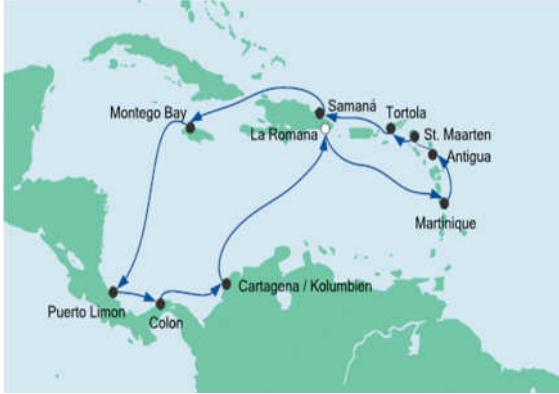 Samaná
Montego Bay
Tortola
La Romana
St. Maarten
Antigua
Martinique
Cartagena / Kolumbien
Puerto Limon
Colon